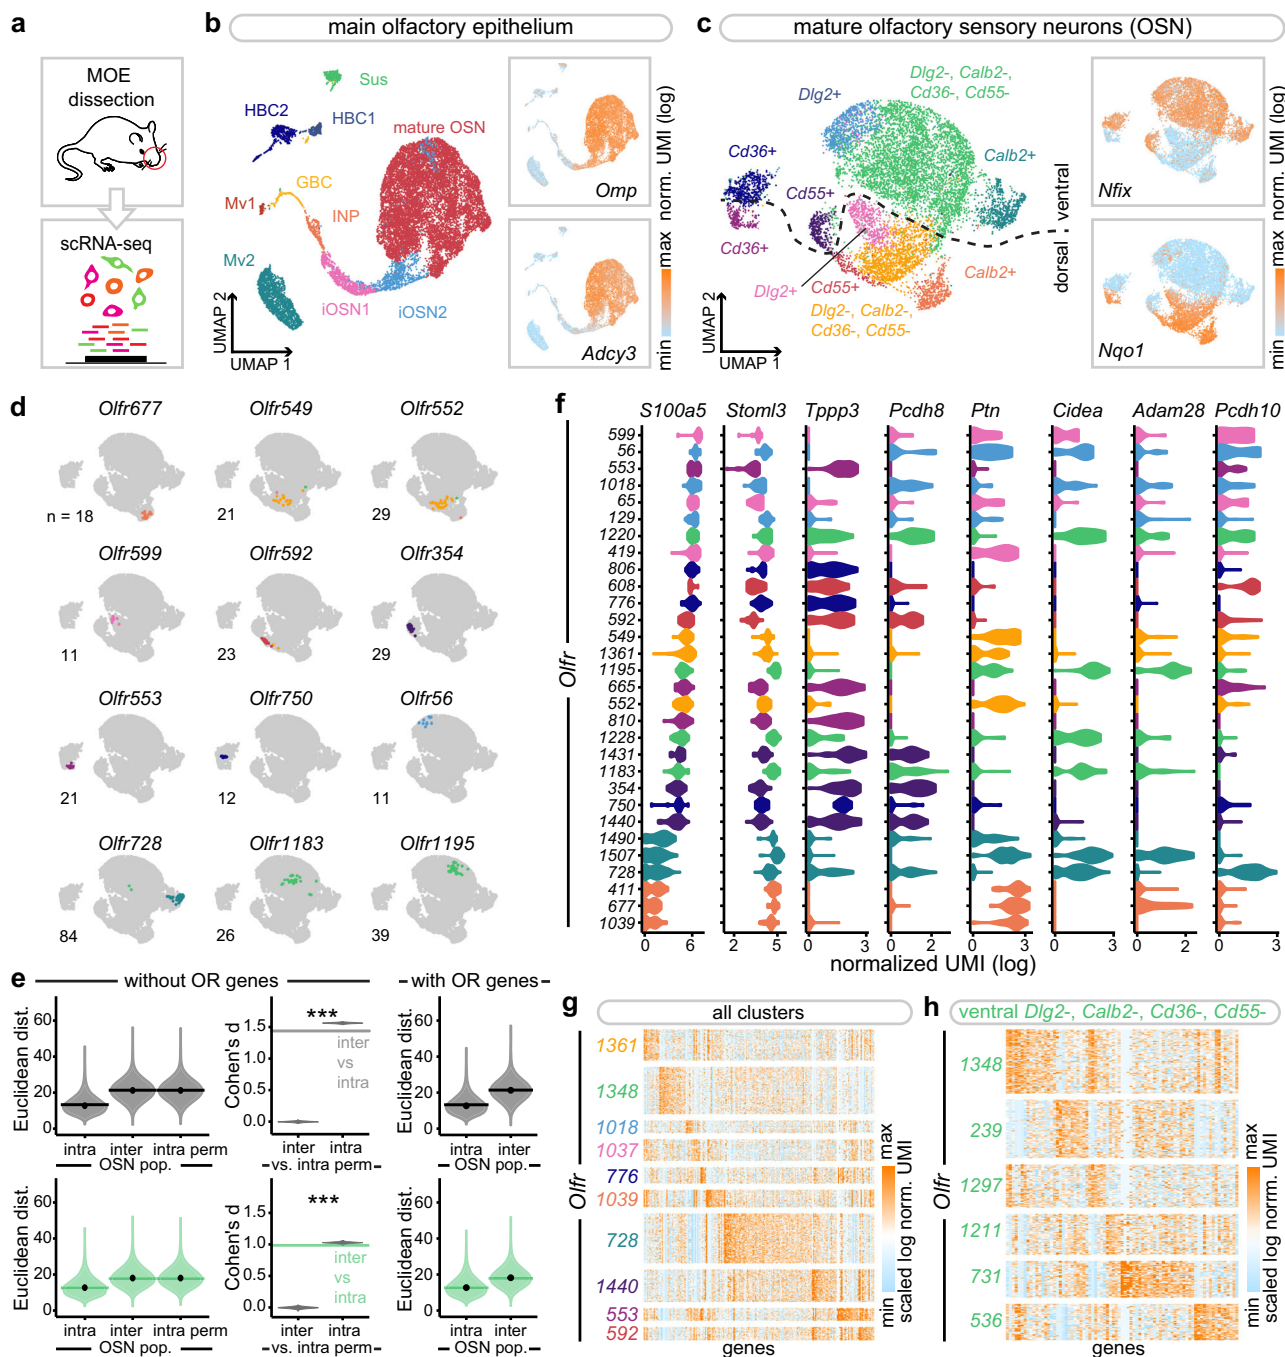 a
MOE
dissection
scRNA-seq
b
main olfactory epithelium
Sus
HBC2
HBC1
mature OSN
GBC
Mv1
INP
Mv2
iOSN1
iOSN2
UMAP 2
UMAP 1
Omp
Adcy3
min
max
norm. UMI (log)
c
mature olfactory sensory neurons (OSN)
Dlg2-, Calb2-,
Cd36-, Cd55-
Dlg2+
Cd36+
Cd55+
Calb2+
Cd36+
Dlg2+
Cd55+
Calb2+
Dlg2-, Calb2-,
Cd36-, Cd55-
dorsal
ventral
UMAP 2
UMAP 1
Nfix
Nqo1
min
max
norm. UMI (log)
d
Olfr677
Olfr549
Olfr552
n = 18
21
29
Olfr599
Olfr592
Olfr354
11
23
29
Olfr553
Olfr750
Olfr56
21
12
11
Olfr728
Olfr1183
Olfr1195
84
26
39
e
without OR genes
with OR genes
Euclidean dist.
60
40
20
0
intra
inter
intra perm
OSN pop.
Cohen's d
1.5
1.0
0.5
0.0
***
inter
vs
intra
inter
intra
vs. intra perm
Euclidean dist.
60
40
20
0
intra
inter
OSN pop.
Euclidean dist.
60
40
20
0
intra
inter
intra perm
OSN pop.
Cohen's d
1.0
0.5
0.0
***
inter
vs
intra
inter
intra
vs. intra perm
Euclidean dist.
60
40
20
0
intra
inter
OSN pop.
f
S100a5
Stoml3
Tppp3
Pcdh8
Ptn
Cidea
Adam28
Pcdh10
Olfr
599
56
553
1018
65
129
1220
419
806
608
776
592
549
1361
1195
665
552
810
1228
1431
1183
354
750
1440
1490
1507
728
411
677
1039
0 6
2 5
0 3
0 2
0 3
0 3
0 2
0 3
normalized UMI (log)
g
all clusters
Olfr
1361
1348
1018
1037
776
1039
728
1440
553
592
genes
min
max
scaled log norm. UMI
h
ventral Dlg2-, Calb2-, Cd36-, Cd55-
Olfr
1348
239
1297
1211
731
536
genes
min
max
scaled log norm. UMI